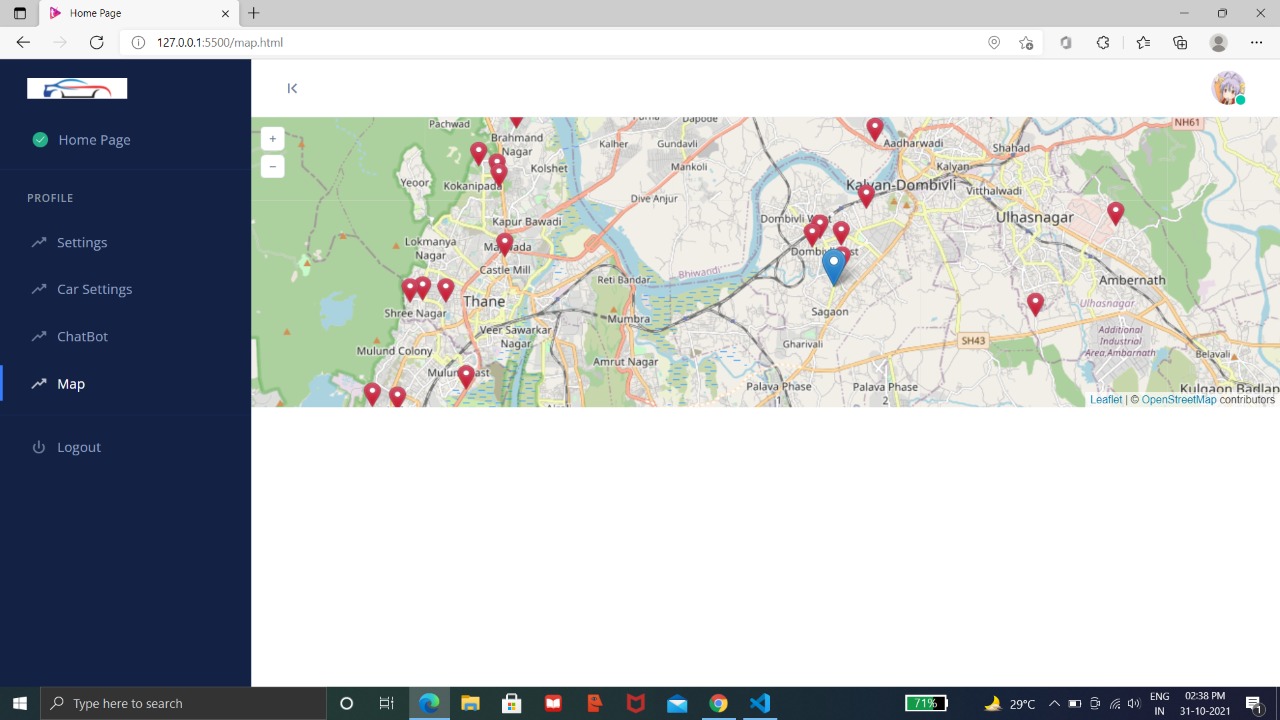 Home Page
127.0.0.1:5500/map.html
Home Page
PROFILE
Settings
Car Settings
ChatBot
Map
Logout
+
−
Pachwad
Brahmand
Nagar
Kolshet
Yeoor
Kokanipada
Kapur Bawadi
Lokmanya
Nagar
Castle Mill
Thane
Shree Nagar
Veer Sawarkar
Nagar
Mulund Colony
Kalher
Gundavli
Dapode
Mankoli
Dive Anjur
Reti Bandar
Bhiwandi
Mumbra
Amrut Nagar
NH61
Aadharwadi
Shahad
Kalyan
Kalyan-Dombivli
Vitthalwadi
Ulhasnagar
Dombivli West
Sagaon
Gharivali
Palava Phase
1
Palava Phase
2
SH43
Ambernath
Ulhasnagar
Additional
Industrial
Area,Ambarnath
Belavali
Kulgaon Badlap
Leaflet | © OpenStreetMap contributors
Type here to search
71%
29°C
ENG
IN
02:38 PM
31-10-2021
1